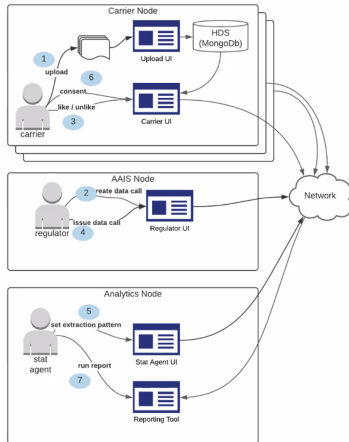 Carrier Node
HDS
(MongoDb)
1
upload
Upload UI
6
consent
like / unlike
3
carrier
Carrier UI
AAIS Node
2
reate data call
issue data call
4
regulator
Regulator UI
Network
Analytics Node
5
set extraction pattern
stat
agent
Stat Agent UI
run report
7
Reporting Tool